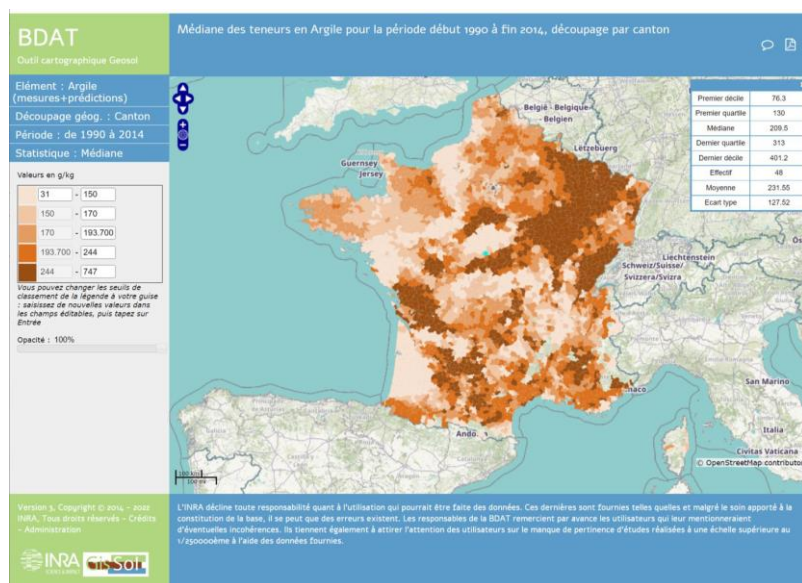 BDAT
Outil cartographique Geosol
Médiane des teneurs en Argile pour la période début 1990 à fin 2014, découpage par canton
Elément : Argile
(mesures+prédictions)
Découpage géog. : Canton
Période : de 1990 à 2014
Statistique : Médiane
Valeurs en g/kg
31 - 150
150 - 170
170 - 193.700
193.700 - 244
244 - 747
Vous pouvez changer les seuils de
classement de la légende à votre guise
: saisissez de nouvelles valeurs dans
les champs éditables, puis tapez sur
Entrée
Opacité : 100%
Premier décile 76.3
Premier quartile 130
Médiane 209.5
Dernier quartile 313
Dernier décile 401.2
Effectif 48
Moyenne 231.55
Ecart type 127.52
België - Belgique
- Belgien
Lëtzebuerg
Guernsey
Jersey
Liechtenstein
Schweiz/Suisse/
Svizzera/Svizra
naco
San Marino
Italia
Civitas Vaticana
Ando.
100 km
100 mi
© OpenStreetMap contributor
Version 3, Copyright © 2014 - 2022
INRA, Tous droits réservés - Crédits
- Administration
L'INRA décline toute responsabilité quant à l'utilisation qui pourrait être faite des données. Ces dernières sont fournies telles quelles et malgré le soin apporté à la
constitution de la base, il se peut que des erreurs existent. Les responsables de la BDAT remercient par avance les utilisateurs qui leur mentionneraient
d'éventuelles incohérences. Ils tiennent également à attirer l'attention des utilisateurs sur le manque de pertinence d'études réalisées à une échelle supérieure au
1/250000ème à l'aide des données fournies.
INRA
GisSol